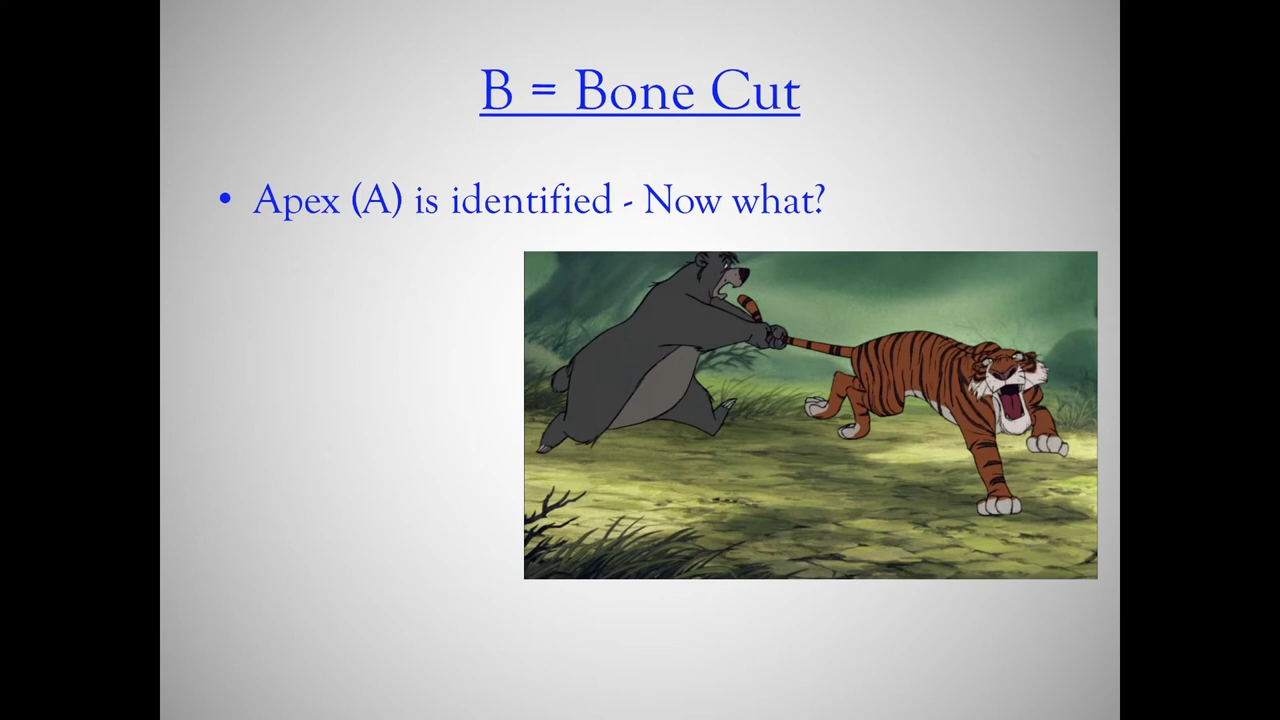 B = Bone Cut
• Apex (A) is identified - Now what?